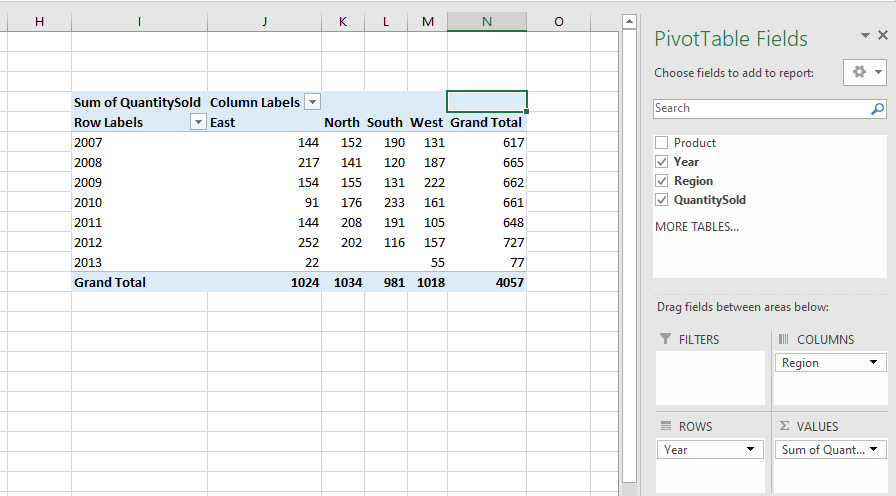 H I J K L M N O
PivotTable Fields
Choose fields to add to report:
Search
Product
Year
Region
QuantitySold
MORE TABLES...
Drag fields between areas below:
FILTERS
COLUMNS
Region
ROWS
Year
VALUES
Sum of Quant...
Sum of QuantitySold Column Labels
Row Labels East North South West Grand Total
2007 144 152 190 131 617
2008 217 141 120 187 665
2009 154 155 131 222 662
2010 91 176 233 161 661
2011 144 208 191 105 648
2012 252 202 116 157 727
2013 22 55 77
Grand Total 1024 1034 981 1018 4057